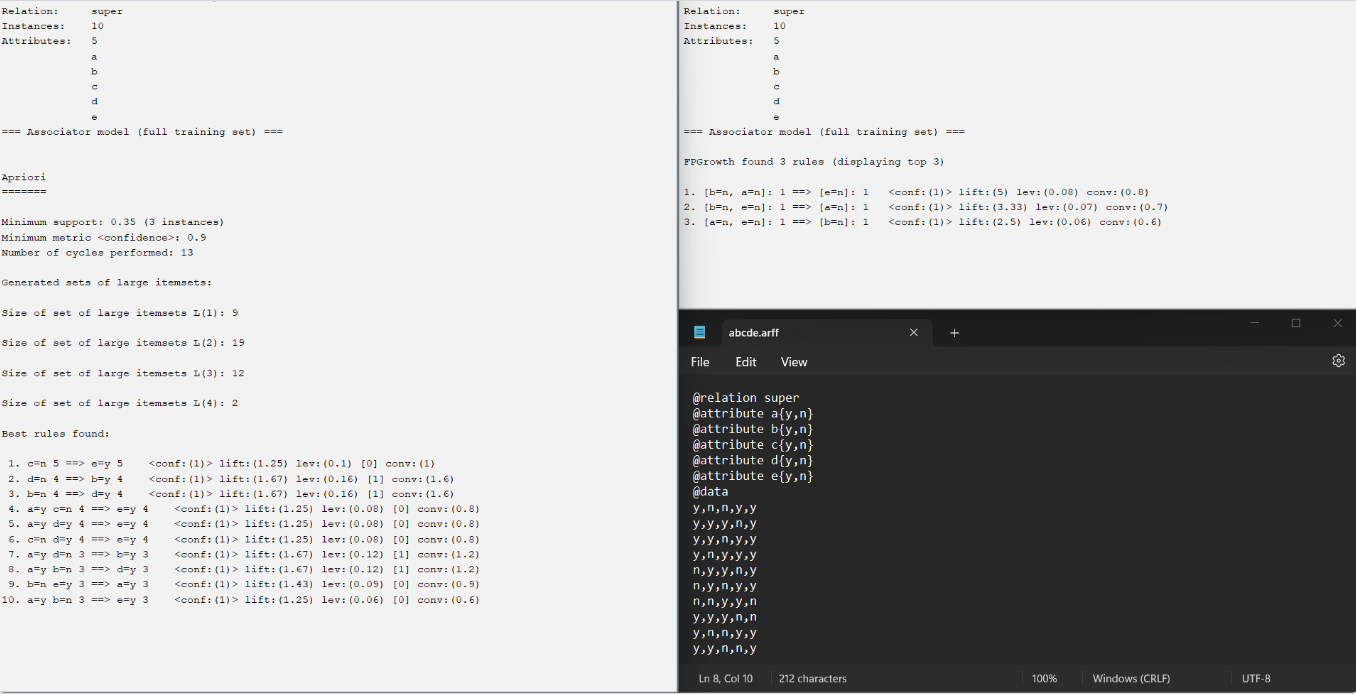 Relation: super
Instances: 10
Attributes: 5
a
b
c
d
e
=== Associator model (full training set) ===
Apriori
=======
Minimum support: 0.35 (3 instances)
Minimum metric <confidence>: 0.9
Number of cycles performed: 13
Generated sets of large itemsets:
Size of set of large itemsets L(1): 9
Size of set of large itemsets L(2): 19
Size of set of large itemsets L(3): 12
Size of set of large itemsets L(4): 2
Best rules found:
1. c=n 5 ==> e=y 5 <conf:(1)> lift:(1.25) lev:(0.1) [0] conv:(1)
2. d=n 4 ==> b=y 4 <conf:(1)> lift:(1.67) lev:(0.16) [1] conv:(1.6)
3. b=n 4 ==> d=y 4 <conf:(1)> lift:(1.67) lev:(0.16) [1] conv:(1.6)
4. a=y c=n 4 ==> e=y 4 <conf:(1)> lift:(1.25) lev:(0.08) [0] conv:(0.8)
5. a=y d=y 4 ==> e=y 4 <conf:(1)> lift:(1.25) lev:(0.08) [0] conv:(0.8)
6. c=n d=y 4 ==> e=y 4 <conf:(1)> lift:(1.25) lev:(0.08) [0] conv:(0.8)
7. a=y d=n 3 ==> b=y 3 <conf:(1)> lift:(1.67) lev:(0.12) [1] conv:(1.2)
8. a=y b=n 3 ==> d=y 3 <conf:(1)> lift:(1.67) lev:(0.12) [1] conv:(1.2)
9. b=n e=y 3 ==> a=y 3 <conf:(1)> lift:(1.43) lev:(0.09) [0] conv:(0.9)
10. a=y b=n 3 ==> e=y 3 <conf:(1)> lift:(1.25) lev:(0.06) [0] conv:(0.6)
Relation: super
Instances: 10
Attributes: 5
a
b
c
d
e
=== Associator model (full training set) ===
FPGrowth found 3 rules (displaying top 3)
1. [b=n, a=n]: 1 ==> [e=n]: 1 <conf:(1)> lift:(5) lev:(0.08) conv:(0.8)
2. [b=n, e=n]: 1 ==> [a=n]: 1 <conf:(1)> lift:(3.33) lev:(0.07) conv:(0.7)
3. [a=n, e=n]: 1 ==> [b=n]: 1 <conf:(1)> lift:(2.5) lev:(0.06) conv:(0.6)
abcde.arff
File Edit View
@relation super
@attribute a{y,n}
@attribute b{y,n}
@attribute c{y,n}
@attribute d{y,n}
@attribute e{y,n}
@data
y,n,n,y,y
y,y,y,n,y
y,y,n,y,y
y,n,y,y,y
n,y,y,n,y
n,y,n,y,y
n,n,y,y,n
y,y,y,n,n
y,n,n,y,y
y,y,n,n,y
Ln 8, Col 10 212 characters 100% Windows (CRLF) UTF-8